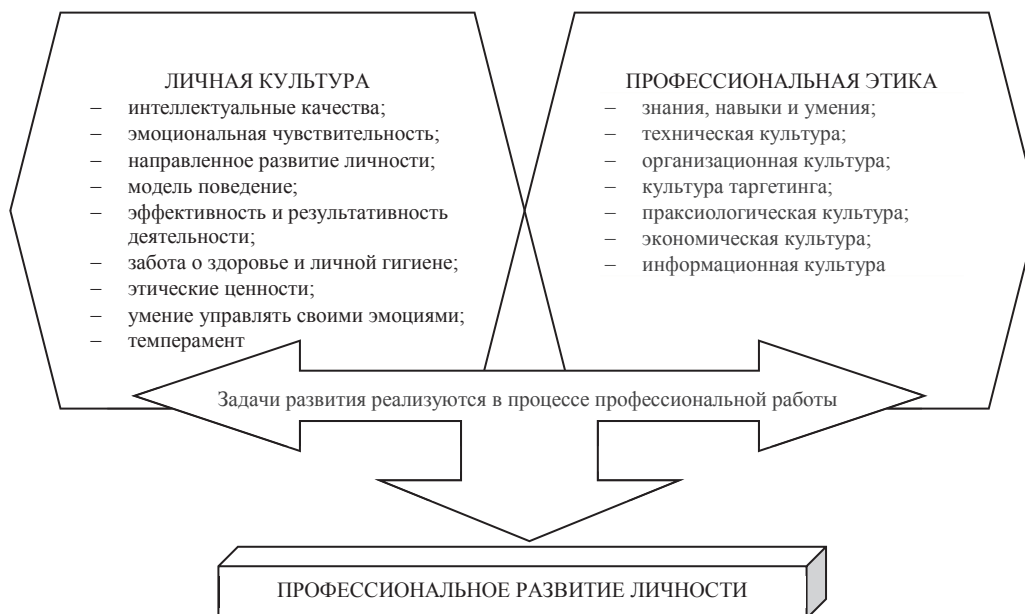 ЛИЧНАЯ КУЛЬТУРА
– интеллектуальные качества;
– эмоциональная чувствительность;
– направленное развитие личности;
– модель поведение;
– эффективность и результативность
деятельности;
– забота о здоровье и личной гигиене;
– этические ценности;
– умение управлять своими эмоциями;
– темперамент
ПРОФЕССИОНАЛЬНАЯ ЭТИКА
– знания, навыки и умения;
– техническая культура;
– организационная культура;
– культура таргетинга;
– праксиологическая культура;
– экономическая культура;
– информационная культура
Задачи развития реализуются в процессе профессиональной работы
ПРОФЕССИОНАЛЬНОЕ РАЗВИТИЕ ЛИЧНОСТИ